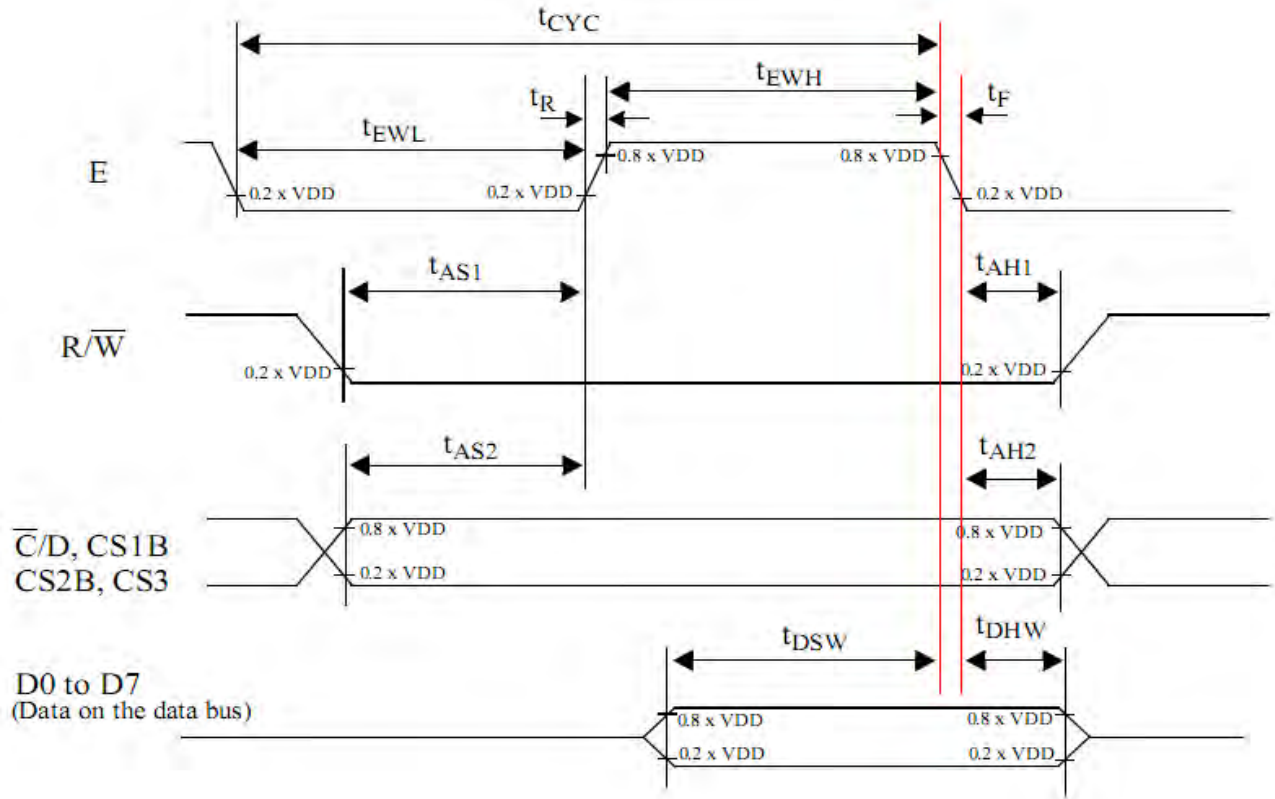 tCYC
tEWH
tR
tF
tEWL
E
0.8 x VDD
0.8 x VDD
0.2 x VDD
0.2 x VDD
0.2 x VDD
tAS1
tAH1
R/W̅
0.2 x VDD
0.2 x VDD
tAS2
tAH2
C̅/D, CS1B
CS2B, CS3
0.8 x VDD
0.8 x VDD
0.2 x VDD
0.2 x VDD
tDSW
tDHW
D0 to D7
(Data on the data bus)
0.8 x VDD
0.8 x VDD
0.2 x VDD
0.2 x VDD